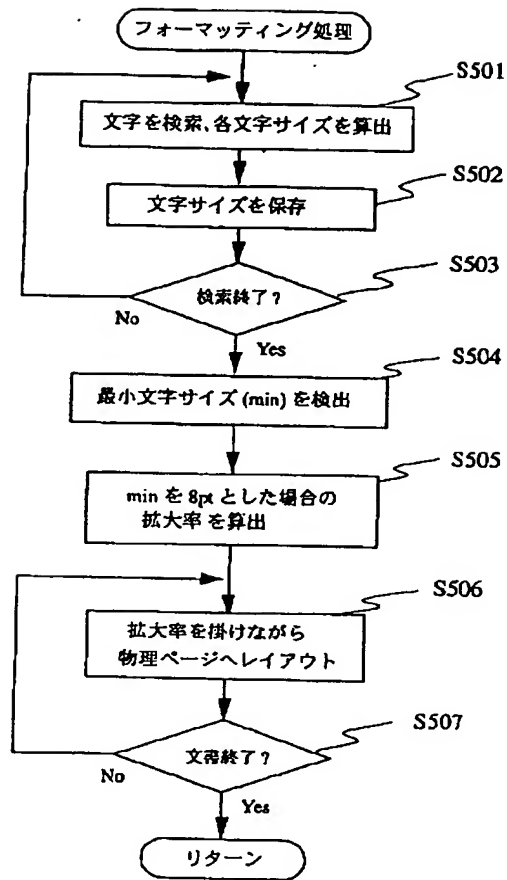 フォーマッティング処理
S501
文字を検索、各文字サイズを算出
S502
文字サイズを保存
S503
検索終了?
No
Yes
S504
最小文字サイズ (min) を検出
S505
min を 8pt とした場合の
拡大率 を算出
S506
拡大率を掛けながら
物理ページへレイアウト
S507
文書終了?
No
Yes
リターン